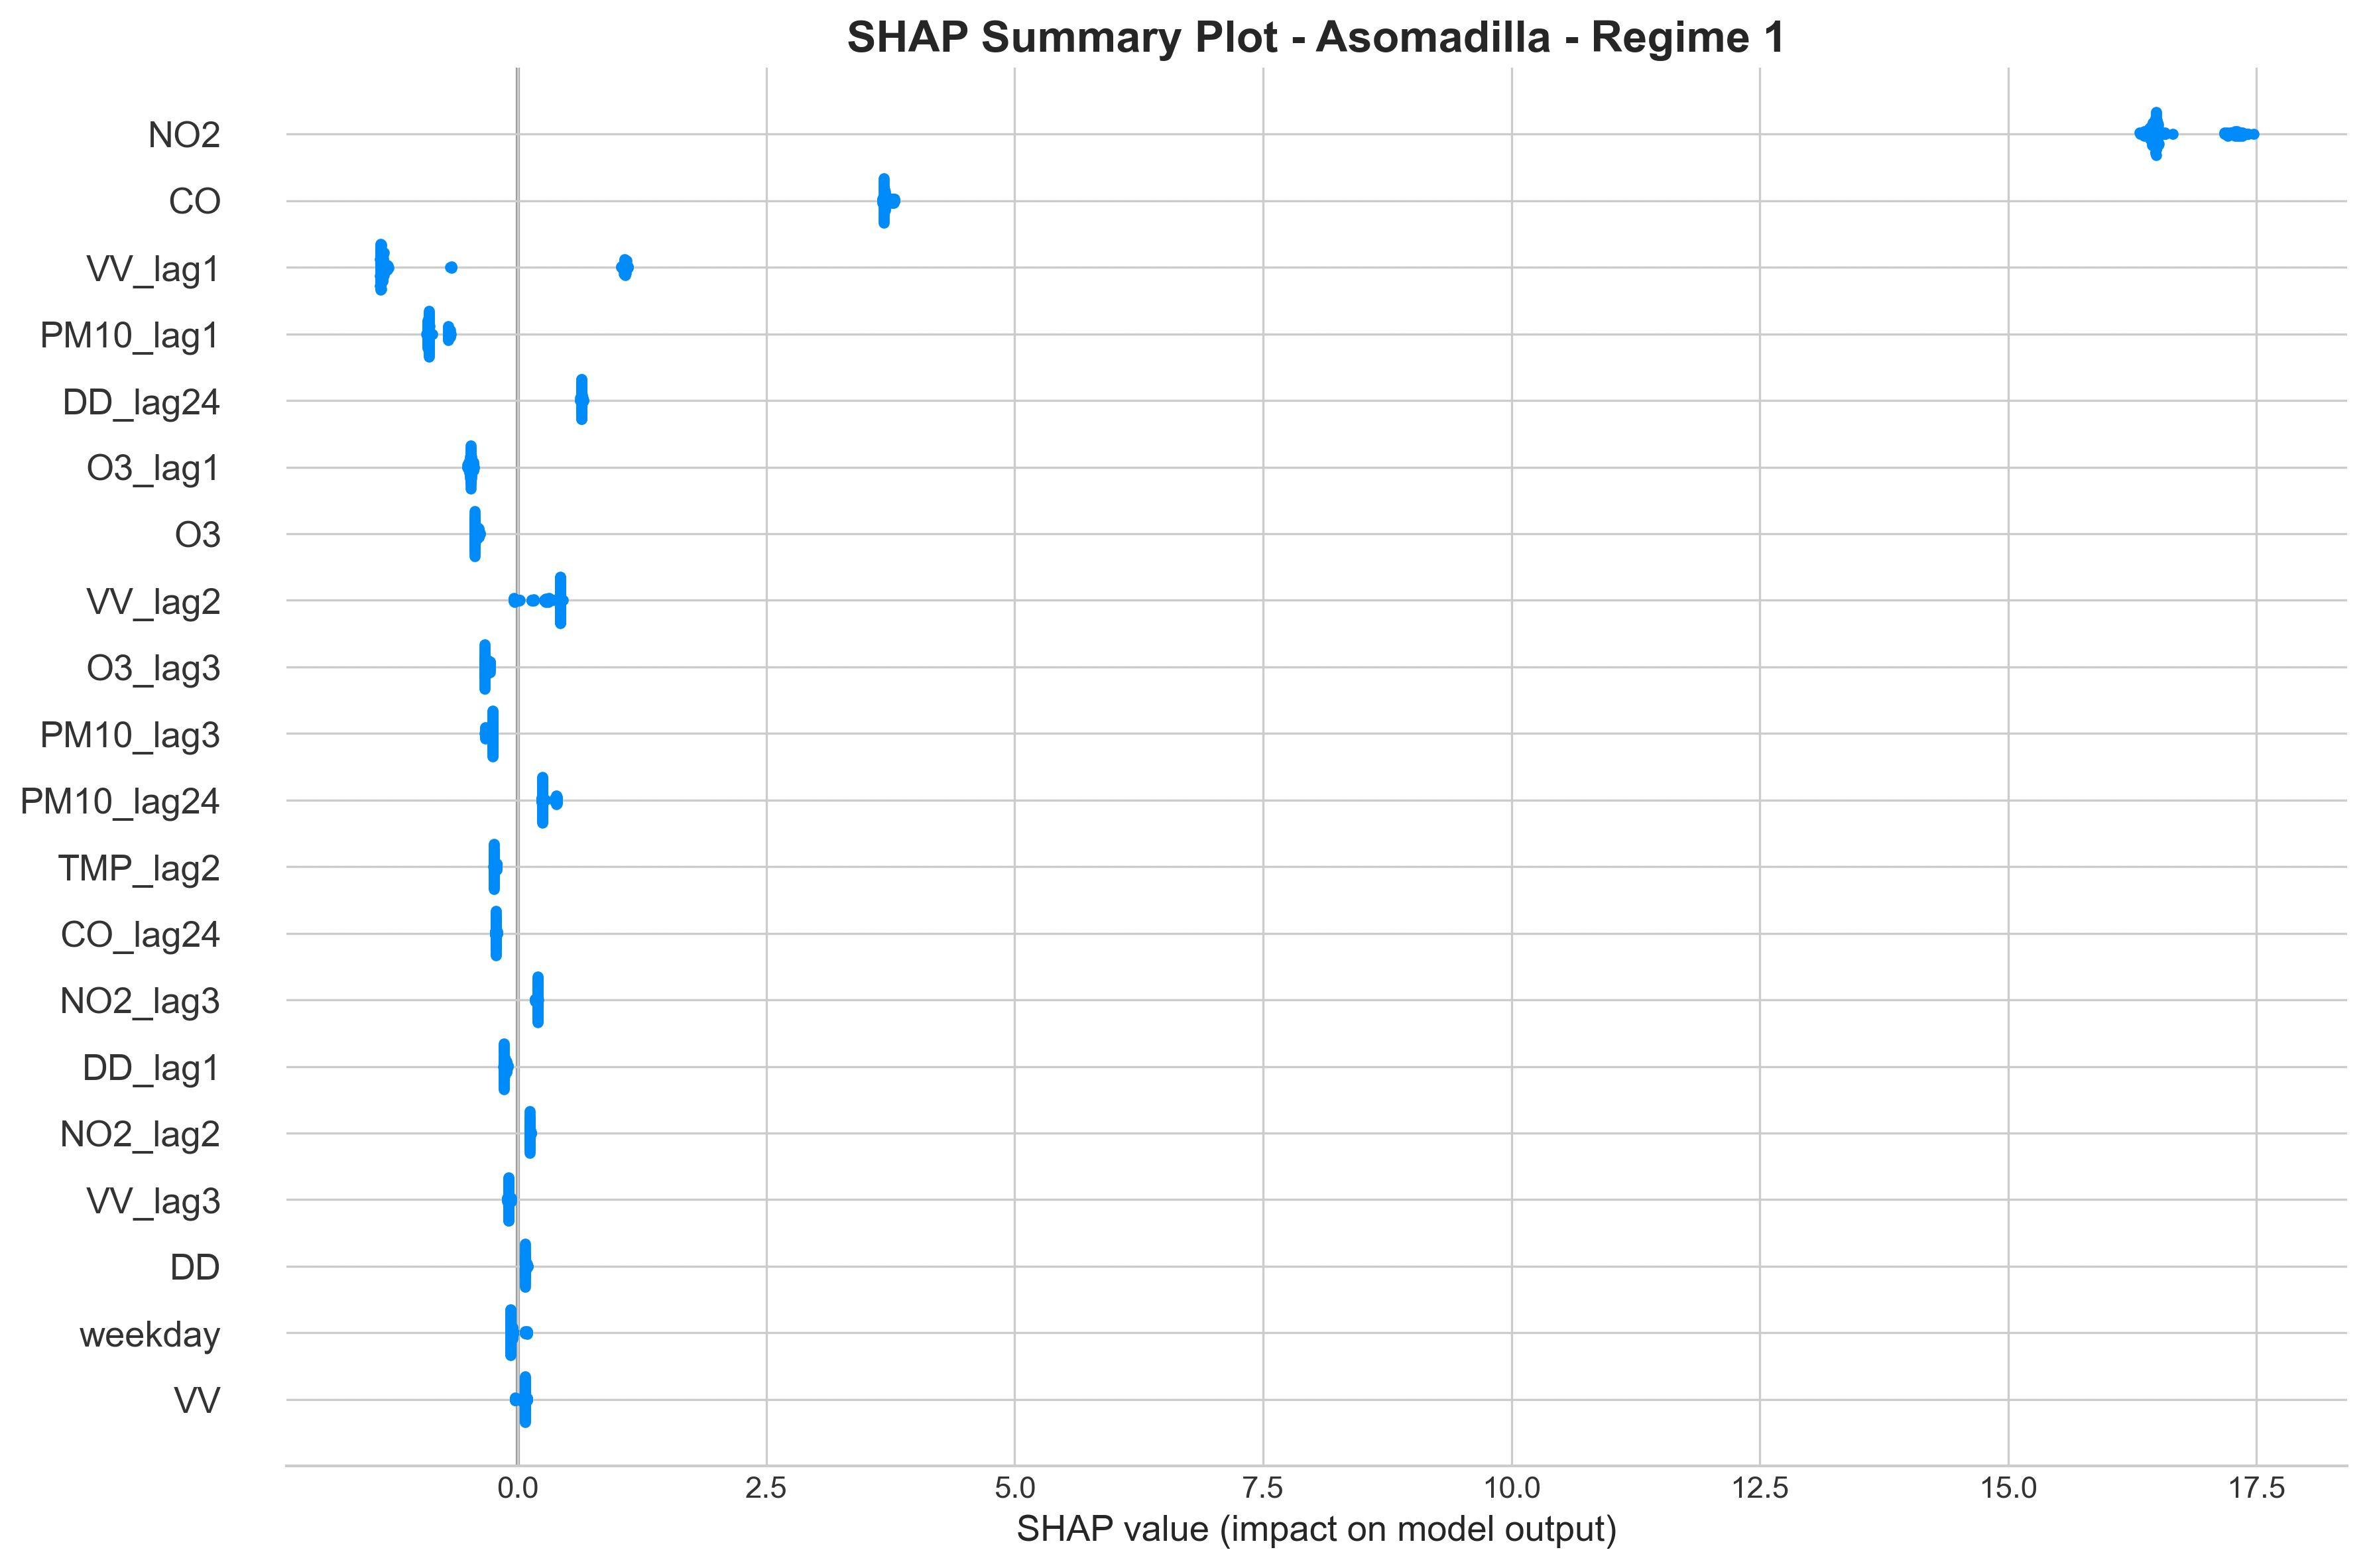 SHAP Summary Plot - Asomadilla - Regime 1
NO2
CO
VV_lag1
PM10_lag1
DD_lag24
O3_lag1
O3
VV_lag2
O3_lag3
PM10_lag3
PM10_lag24
TMP_lag2
CO_lag24
NO2_lag3
DD_lag1
NO2_lag2
VV_lag3
DD
weekday
VV
0.0 2.5 5.0 7.5 10.0 12.5 15.0 17.5
SHAP value (impact on model output)